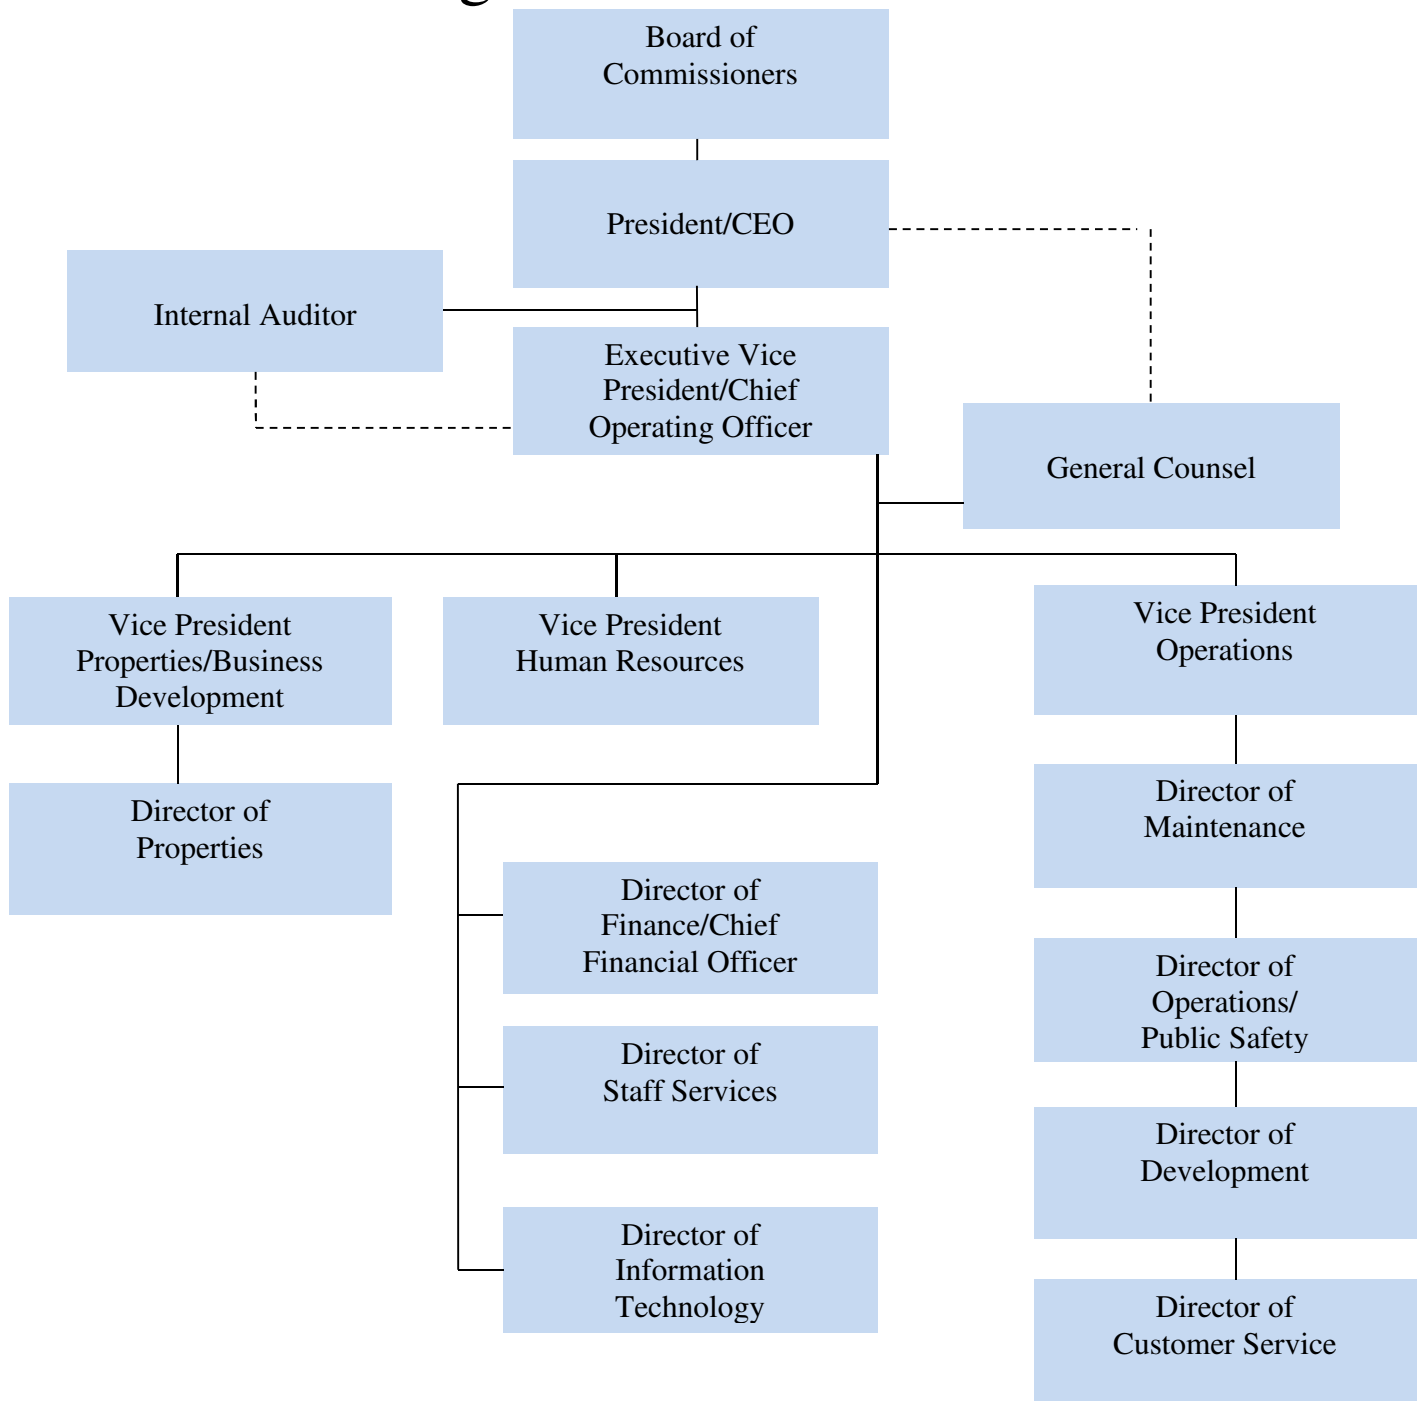 Board of
Commissioners
President/CEO
Internal Auditor
Executive Vice
President/Chief
Operating Officer
General Counsel
Vice President
Properties/Business
Development
Vice President
Human Resources
Vice President
Operations
Director of
Properties
Director of
Maintenance
Director of
Finance/Chief
Financial Officer
Director of
Operations/
Public Safety
Director of
Staff Services
Director of
Development
Director of
Information
Technology
Director of
Customer Service